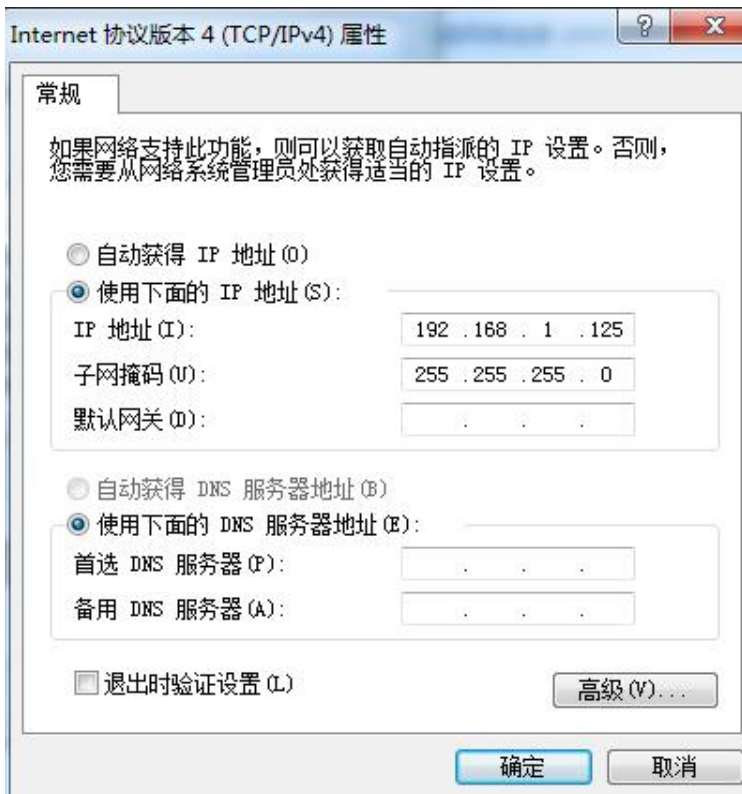 Internet 协议版本 4 (TCP/IPv4) 属性
常规
如果网络支持此功能，则可以获取自动指派的 IP 设置。否则，
您需要从网络系统管理员处获得适当的 IP 设置。
自动获得 IP 地址(O)
使用下面的 IP 地址(S):
IP 地址(I): 192 .168 . 1 .125
子网掩码(U): 255 .255 .255 . 0
默认网关(D): . . .
自动获得 DNS 服务器地址(B)
使用下面的 DNS 服务器地址(E):
首选 DNS 服务器(P): . . .
备用 DNS 服务器(A): . . .
退出时验证设置(L)
高级(V)...
确定 取消